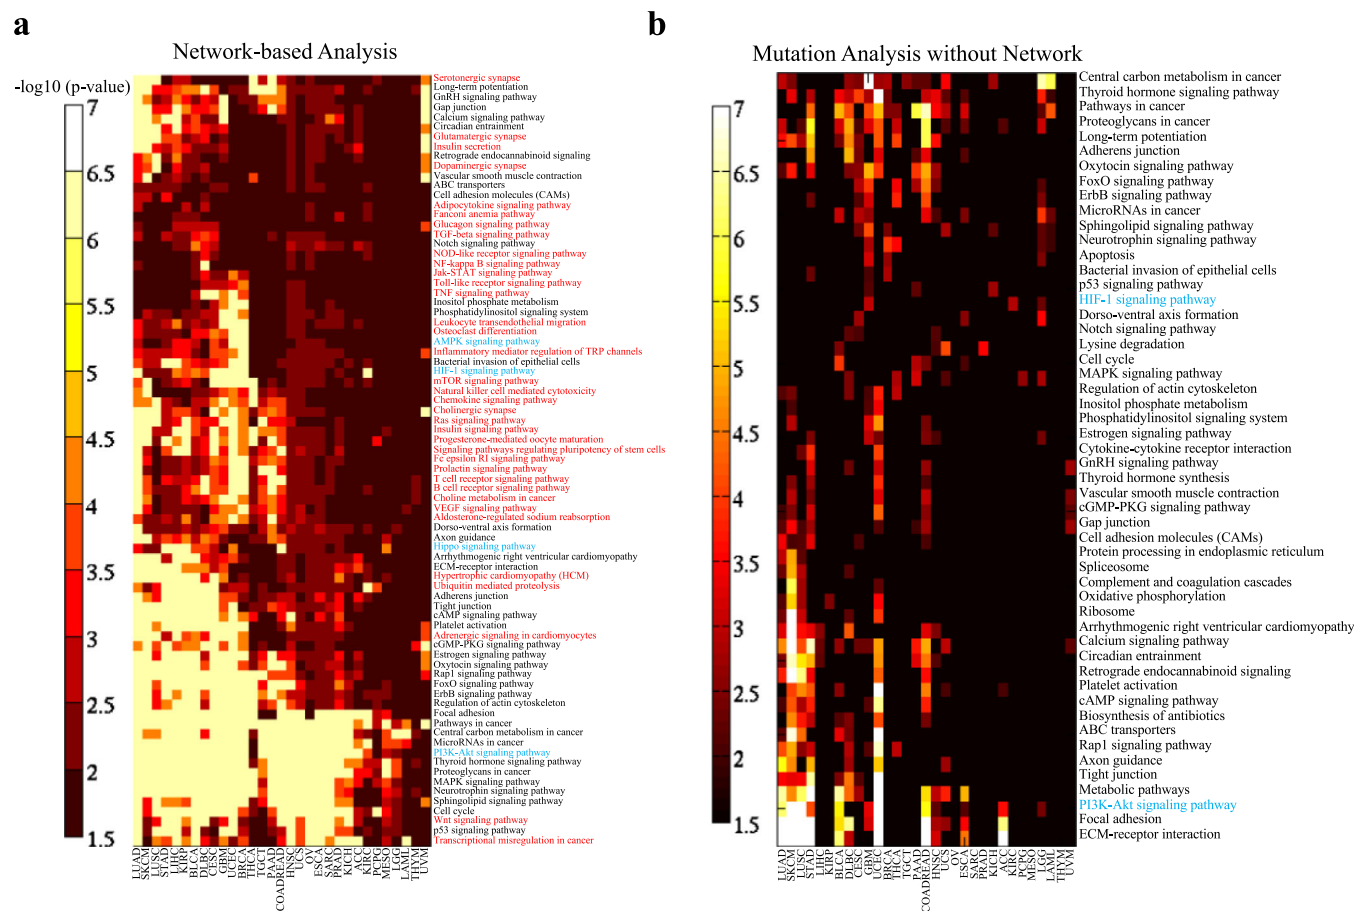 a
Network-based Analysis
-log10 (p-value)
7
6.5
6
5.5
5
4.5
4
3.5
3
2.5
2
1.5
Serotonergic synapse
Long-term potentiation
GnRH signaling pathway
Gap junction
Calcium signaling pathway
Circadian entrainment
Glutamatergic synapse
Insulin secretion
Retrograde endocannabinoid signaling
Dopaminergic synapse
Vascular smooth muscle contraction
ABC transporters
Cell adhesion molecules (CAMs)
Adipocytokine signaling pathway
Fanconi anemia pathway
Glucagon signaling pathway
TGF-beta signaling pathway
Notch signaling pathway
NOD-like receptor signaling pathway
NF-kappa B signaling pathway
Jak-STAT signaling pathway
Toll-like receptor signaling pathway
TNF signaling pathway
Inositol phosphate metabolism
Phosphatidylinositol signaling system
Leukocyte transendothelial migration
Osteoclast differentiation
AMPK signaling pathway
Inflammatory mediator regulation of TRP channels
Bacterial invasion of epithelial cells
HIF-1 signaling pathway
mTOR signaling pathway
Natural killer cell mediated cytotoxicity
Chemokine signaling pathway
Cholinergic synapse
Ras signaling pathway
Insulin signaling pathway
Progesterone-mediated oocyte maturation
Signaling pathways regulating pluripotency of stem cells
Fc epsilon RI signaling pathway
Prolactin signaling pathway
T cell receptor signaling pathway
B cell receptor signaling pathway
Choline metabolism in cancer
VEGF signaling pathway
Aldosterone-regulated sodium reabsorption
Dorso-ventral axis formation
Axon guidance
Hippo signaling pathway
Arrhythmogenic right ventricular cardiomyopathy
ECM-receptor interaction
Hypertrophic cardiomyopathy (HCM)
Ubiquitin mediated proteolysis
Adherens junction
Tight junction
cAMP signaling pathway
Platelet activation
Adrenergic signaling in cardiomyocytes
cGMP-PKG signaling pathway
Estrogen signaling pathway
Oxytocin signaling pathway
Rap1 signaling pathway
FoxO signaling pathway
ErbB signaling pathway
Regulation of actin cytoskeleton
Focal adhesion
Pathways in cancer
Central carbon metabolism in cancer
MicroRNAs in cancer
PI3K-Akt signaling pathway
Thyroid hormone signaling pathway
Proteoglycans in cancer
MAPK signaling pathway
Neurotrophin signaling pathway
Sphingolipid signaling pathway
Cell cycle
Wnt signaling pathway
p53 signaling pathway
Transcriptional misregulation in cancer
LUAD
SKCM
LUSC
STAD
LIHC
KIRP
BLCA
DLBC
CESC
GBM
UCEC
BRCA
THCA
TGCT
PAAD
COADREAD
HNSC
UCS
OV
ESCA
SARC
PRAD
KICH
ACC
KIRC
PCPG
MESO
LGG
LAML
THYM
UVM
b
Mutation Analysis without Network
7
6.5
6
5.5
5
4.5
4
3.5
3
2.5
2
1.5
Central carbon metabolism in cancer
Thyroid hormone signaling pathway
Pathways in cancer
Proteoglycans in cancer
Long-term potentiation
Adherens junction
Oxytocin signaling pathway
FoxO signaling pathway
ErbB signaling pathway
MicroRNAs in cancer
Sphingolipid signaling pathway
Neurotrophin signaling pathway
Apoptosis
Bacterial invasion of epithelial cells
p53 signaling pathway
HIF-1 signaling pathway
Dorso-ventral axis formation
Notch signaling pathway
Lysine degradation
Cell cycle
MAPK signaling pathway
Regulation of actin cytoskeleton
Inositol phosphate metabolism
Phosphatidylinositol signaling system
Estrogen signaling pathway
Cytokine-cytokine receptor interaction
GnRH signaling pathway
Thyroid hormone synthesis
Vascular smooth muscle contraction
cGMP-PKG signaling pathway
Gap junction
Cell adhesion molecules (CAMs)
Protein processing in endoplasmic reticulum
Spliceosome
Complement and coagulation cascades
Oxidative phosphorylation
Ribosome
Arrhythmogenic right ventricular cardiomyopathy
Calcium signaling pathway
Circadian entrainment
Retrograde endocannabinoid signaling
Platelet activation
cAMP signaling pathway
Biosynthesis of antibiotics
ABC transporters
Rap1 signaling pathway
Axon guidance
Tight junction
Metabolic pathways
PI3K-Akt signaling pathway
Focal adhesion
ECM-receptor interaction
LUAD
SKCM
LUSC
STAD
LIHC
KIRP
BLCA
DLBC
CESC
GBM
UCEC
BRCA
THCA
TGCT
PAAD
COADREAD
HNSC
UCS
OV
ESCA
SARC
PRAD
KICH
ACC
KIRC
PCPG
MESO
LGG
LAML
THYM
UVM